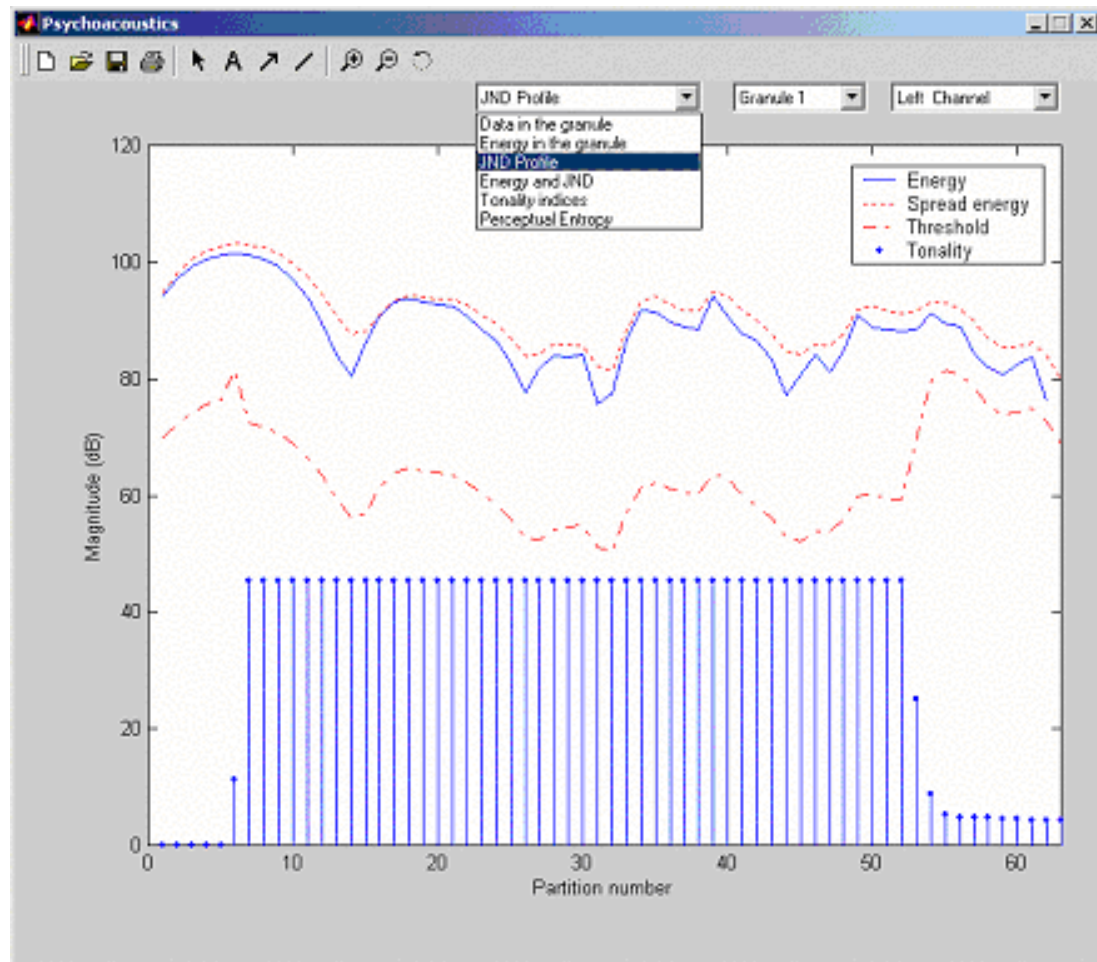 Psychoacoustics
A
JND Profile
Granule 1
Left Channel
Data in the granule
Energy in the granule
JND Profile
Energy and JND
Tonality indices
Perceptual Entropy
Energy
Spread energy
Threshold
Tonality
120
100
80
60
40
20
0
Magnitude (dB)
0 10 20 30 40 50 60
Partition number